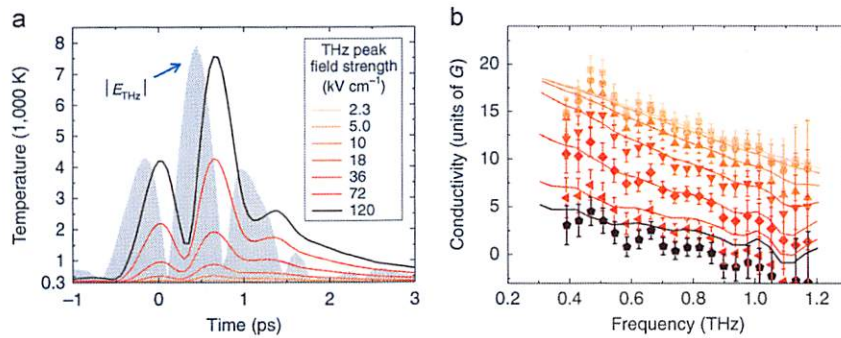 a
Temperature (1,000 K)
8
7
6
5
4
3
2
1
0.3
|E_THz|
THz peak
field strength
(kV cm⁻¹)
2.3
5.0
10
18
36
72
120
−1 0 1 2 3
Time (ps)
b
Conductivity (units of G)
20
15
10
5
0
0.2 0.4 0.6 0.8 1.0 1.2
Frequency (THz)